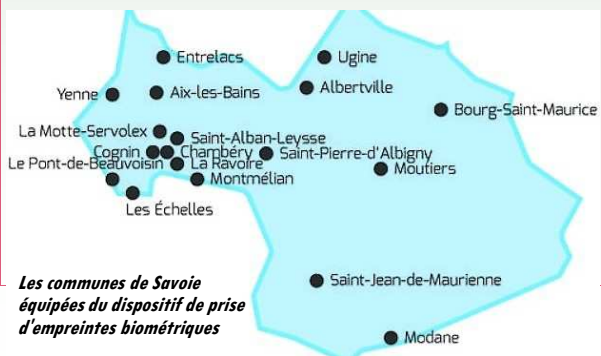 Entrelacs
Ugine
Yenne
Aix-les-Bains
Albertville
Bourg-Saint-Maurice
La Motte-Servolex
Saint-Alban-Leysse
Cognin
Chambéry
Saint-Pierre-d'Albigny
Le Pont-de-Beauvoisin
La Ravoire
Moutiers
Montmélian
Les Échelles
Saint-Jean-de-Maurienne
Les communes de Savoie
équipées du dispositif de prise
d'empreintes biométriques
Modane